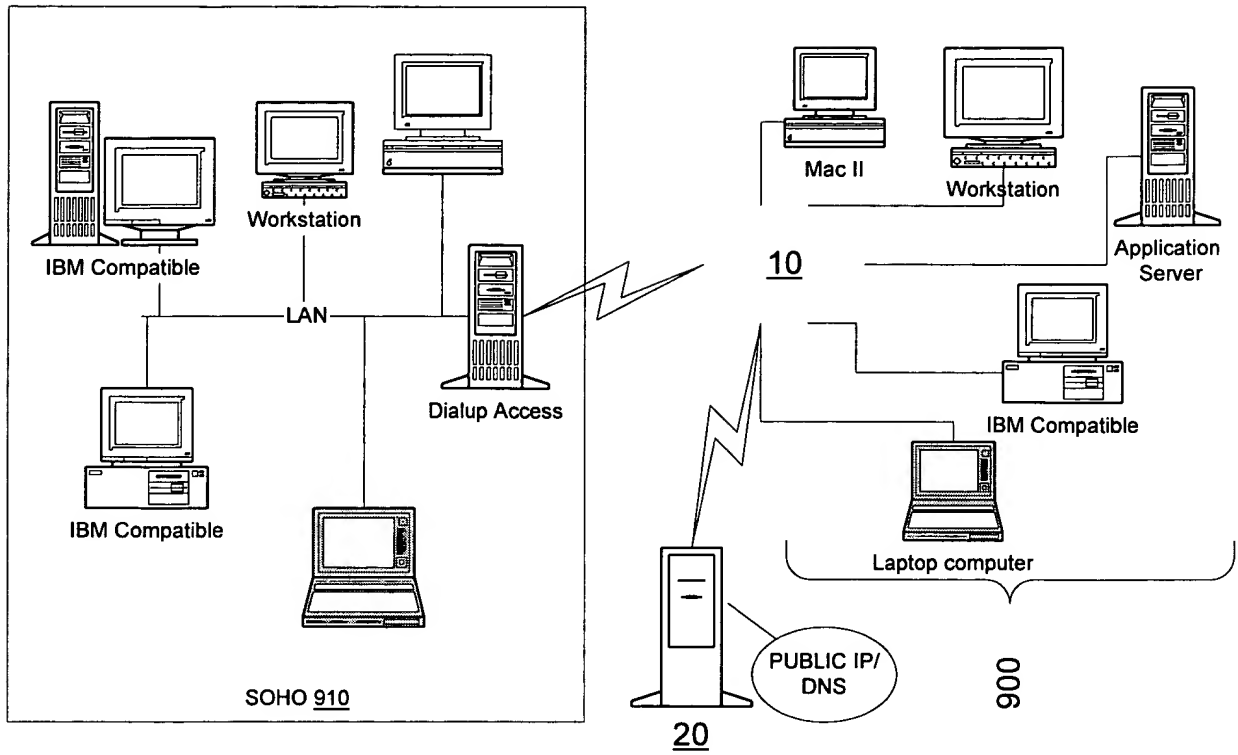 IBM Compatible
Workstation
LAN
Dialup Access
IBM Compatible
SOHO 910
Mac II
Workstation
Application
Server
10
IBM Compatible
Laptop computer
PUBLIC IP/
DNS
20
900